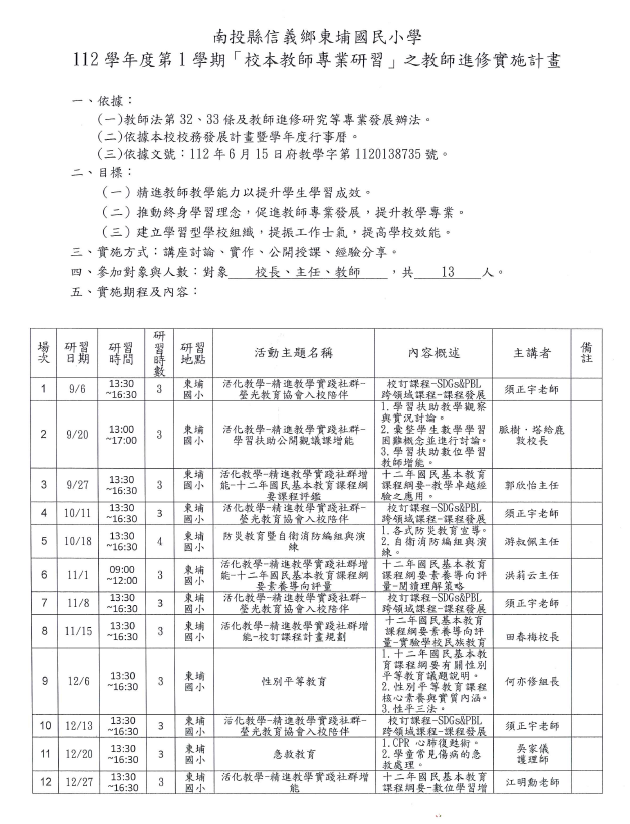 南投縣信義鄉東埔國民小學
112 學年度第 1 學期「校本教師專業研習」之教師進修實施計畫
一、依據：
(一)教師法第 32、33 條及教師進修研究等專業發展辦法。
(二)依據本校校務發展計畫暨學年度行事曆。
(三)依據文號：112 年 6 月 15 日府教學字第 1120138735 號。
二、目標：
(一) 精進教師教學能力以提升學生學習成效。
(二) 推動終身學習理念，促進教師專業發展，提升教學專業。
(三) 建立學習型學校組織，提振工作士氣，提高學校效能。
三、實施方式：講座討論、實作、公開授課、經驗分享。
四、參加對象與人數：對象 校長、主任、教師 ，共 13 人。
五、實施期程及內容：
場次 研習日期 研習時間 研習時數 研習地點 活動主題名稱 內容概述 主講者 備註
1 9/6 13:30~16:30 3 東埔國小 活化教學-精進教學實踐社群-螢光教育協會入校陪伴 校訂課程-SDGs&PBL跨領域課程-課程發展 須正宇老師
2 9/20 13:00~17:00 3 東埔國小 活化教學-精進教學實踐社群-學習扶助公開觀議課增能 1.學習扶助教學觀察與實況討論。2.彙整學生數學學習困難概念並進行討論。3.學習扶助數位學習教師增能。 脈樹．塔給鹿敦校長
3 9/27 13:30~16:30 3 東埔國小 活化教學-精進教學實踐社群增能-十二年國民基本教育課程綱要課程評鑑 十二年國民基本教育課程綱要-教學卓越經驗之應用。 郭欣怡主任
4 10/11 13:30~16:30 3 東埔國小 活化教學-精進教學實踐社群-螢光教育協會入校陪伴 校訂課程-SDGs&PBL跨領域課程-課程發展 須正宇老師
5 10/18 13:30~16:30 4 東埔國小 防災教育暨自衛消防編組與演練 1.各式防災教育宣導。2.自衛消防編組與演練。 游叔佩主任
6 11/1 09:00~12:00 3 東埔國小 活化教學-精進教學實踐社群增能-十二年國民基本教育課程綱要素養導向評量 十二年國民基本教育課程綱要素養導向評量-閱讀理解策略 洪莉云主任
7 11/8 13:30~16:30 3 東埔國小 活化教學-精進教學實踐社群-螢光教育協會入校陪伴 校訂課程-SDGs&PBL跨領域課程-課程發展 須正宇老師
8 11/15 13:30~16:30 3 東埔國小 活化教學-精進教學實踐社群增能-校訂課程計畫規劃 十二年國民基本教育課程綱要素養導向評量-實驗學校民族教育 田春梅校長
9 12/6 13:30~16:30 3 東埔國小 性別平等教育 1.十二年國民基本教育課程綱要有關性別平等教育議題說明。2.性別平等教育課程核心素養與實質內涵。3.性平三法。 何亦修組長
10 12/13 13:30~16:30 3 東埔國小 活化教學-精進教學實踐社群-螢光教育協會入校陪伴 校訂課程-SDGs&PBL跨領域課程-課程發展 須正宇老師
11 12/20 13:30~16:30 3 東埔國小 急救教育 1.CPR 心肺復甦術。2.學童常見傷病的急救處理。 吳家儀護理師
12 12/27 13:30~16:30 3 東埔國小 活化教學-精進教學實踐社群增能 十二年國民基本教育課程綱要-數位學習增 江明勳老師